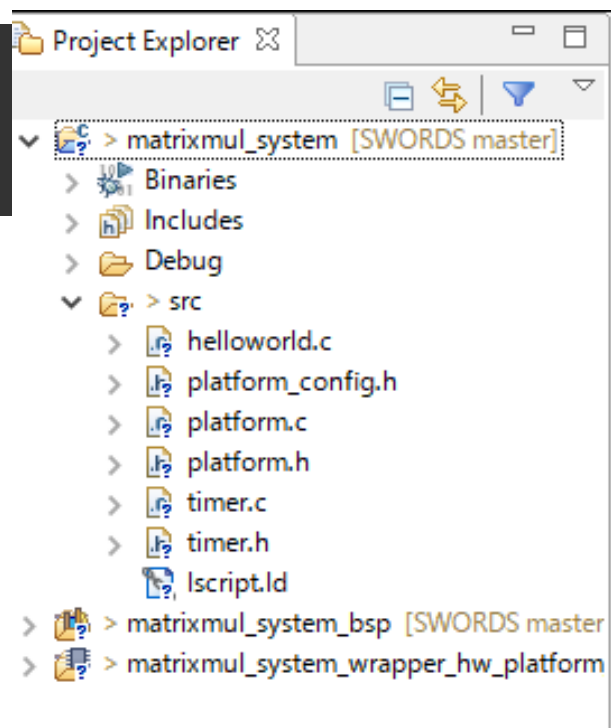 Project Explorer
> matrixmul_system [SWORDS master]
Binaries
Includes
Debug
> src
helloworld.c
platform_config.h
platform.c
platform.h
timer.c
timer.h
lscript.ld
> matrixmul_system_bsp [SWORDS master
> matrixmul_system_wrapper_hw_platform